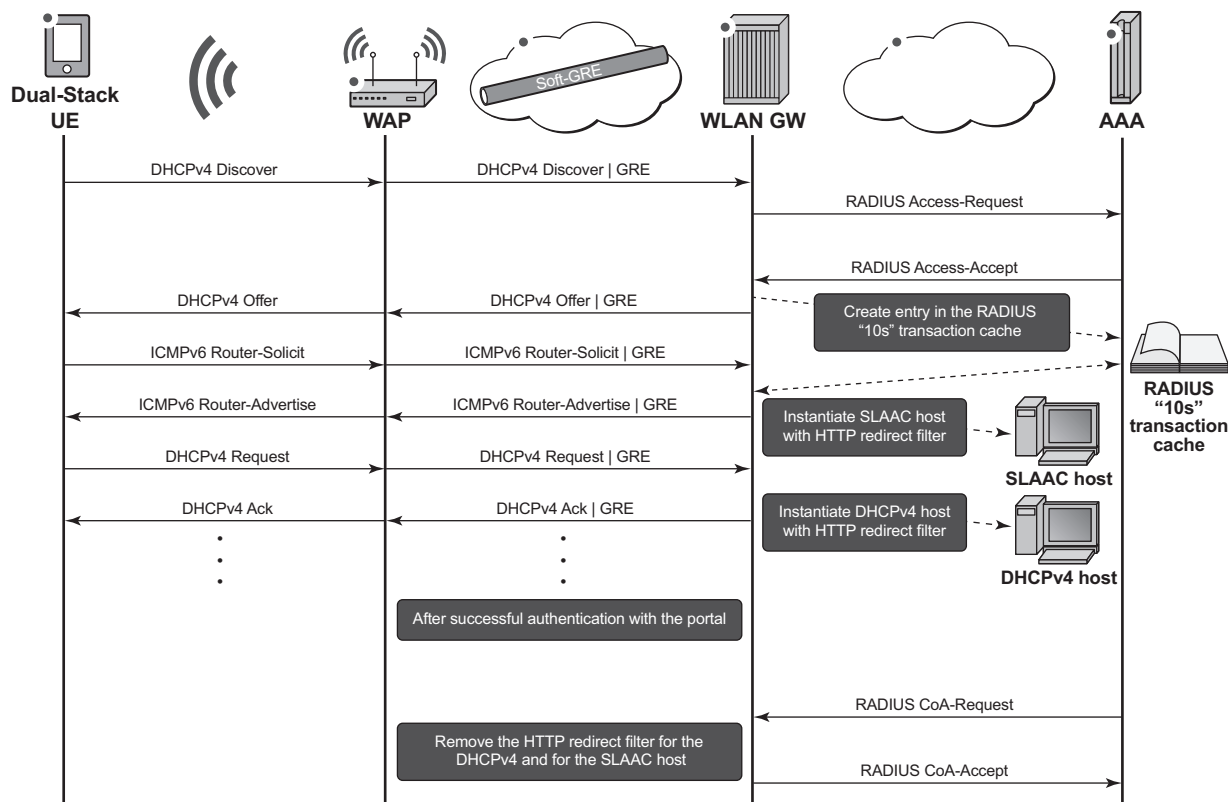 Dual-Stack
UE
WAP
Soft-GRE
WLAN GW
AAA
DHCPv4 Discover
DHCPv4 Discover | GRE
RADIUS Access-Request
RADIUS Access-Accept
DHCPv4 Offer
DHCPv4 Offer | GRE
Create entry in the RADIUS
“10s” transaction cache
ICMPv6 Router-Solicit
ICMPv6 Router-Solicit | GRE
RADIUS
“10s”
transaction
cache
ICMPv6 Router-Advertise
ICMPv6 Router-Advertise | GRE
Instantiate SLAAC host
with HTTP redirect filter
DHCPv4 Request
DHCPv4 Request | GRE
SLAAC host
DHCPv4 Ack
DHCPv4 Ack | GRE
Instantiate DHCPv4 host
with HTTP redirect filter
DHCPv4 host
After successful authentication with the portal
RADIUS CoA-Request
Remove the HTTP redirect filter for the
DHCPv4 and for the SLAAC host
RADIUS CoA-Accept